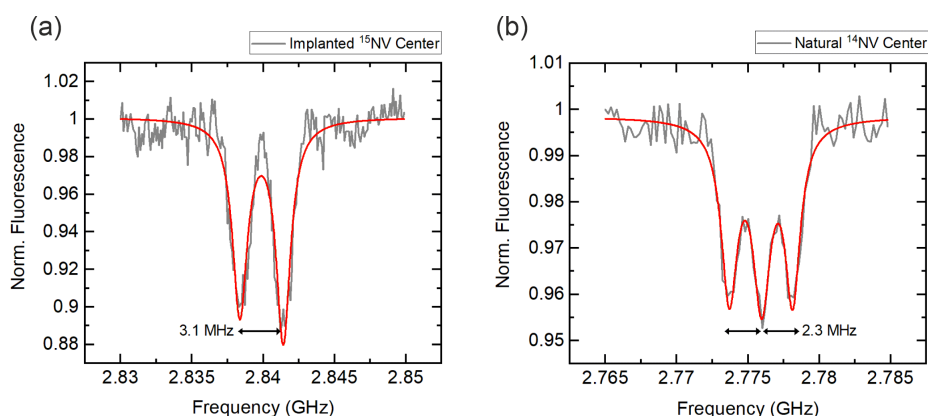 (a)
Implanted ¹⁵NV Center
1.02
1
0.98
0.96
0.94
0.92
0.9
0.88
Norm. Fluorescence
3.1 MHz
2.83
2.835
2.84
2.845
2.85
Frequency (GHz)
(b)
Natural ¹⁴NV Center
1.01
1
0.99
0.98
0.97
0.96
0.95
Norm. Fluorescence
2.3 MHz
2.765
2.77
2.775
2.78
2.785
Frequency (GHz)